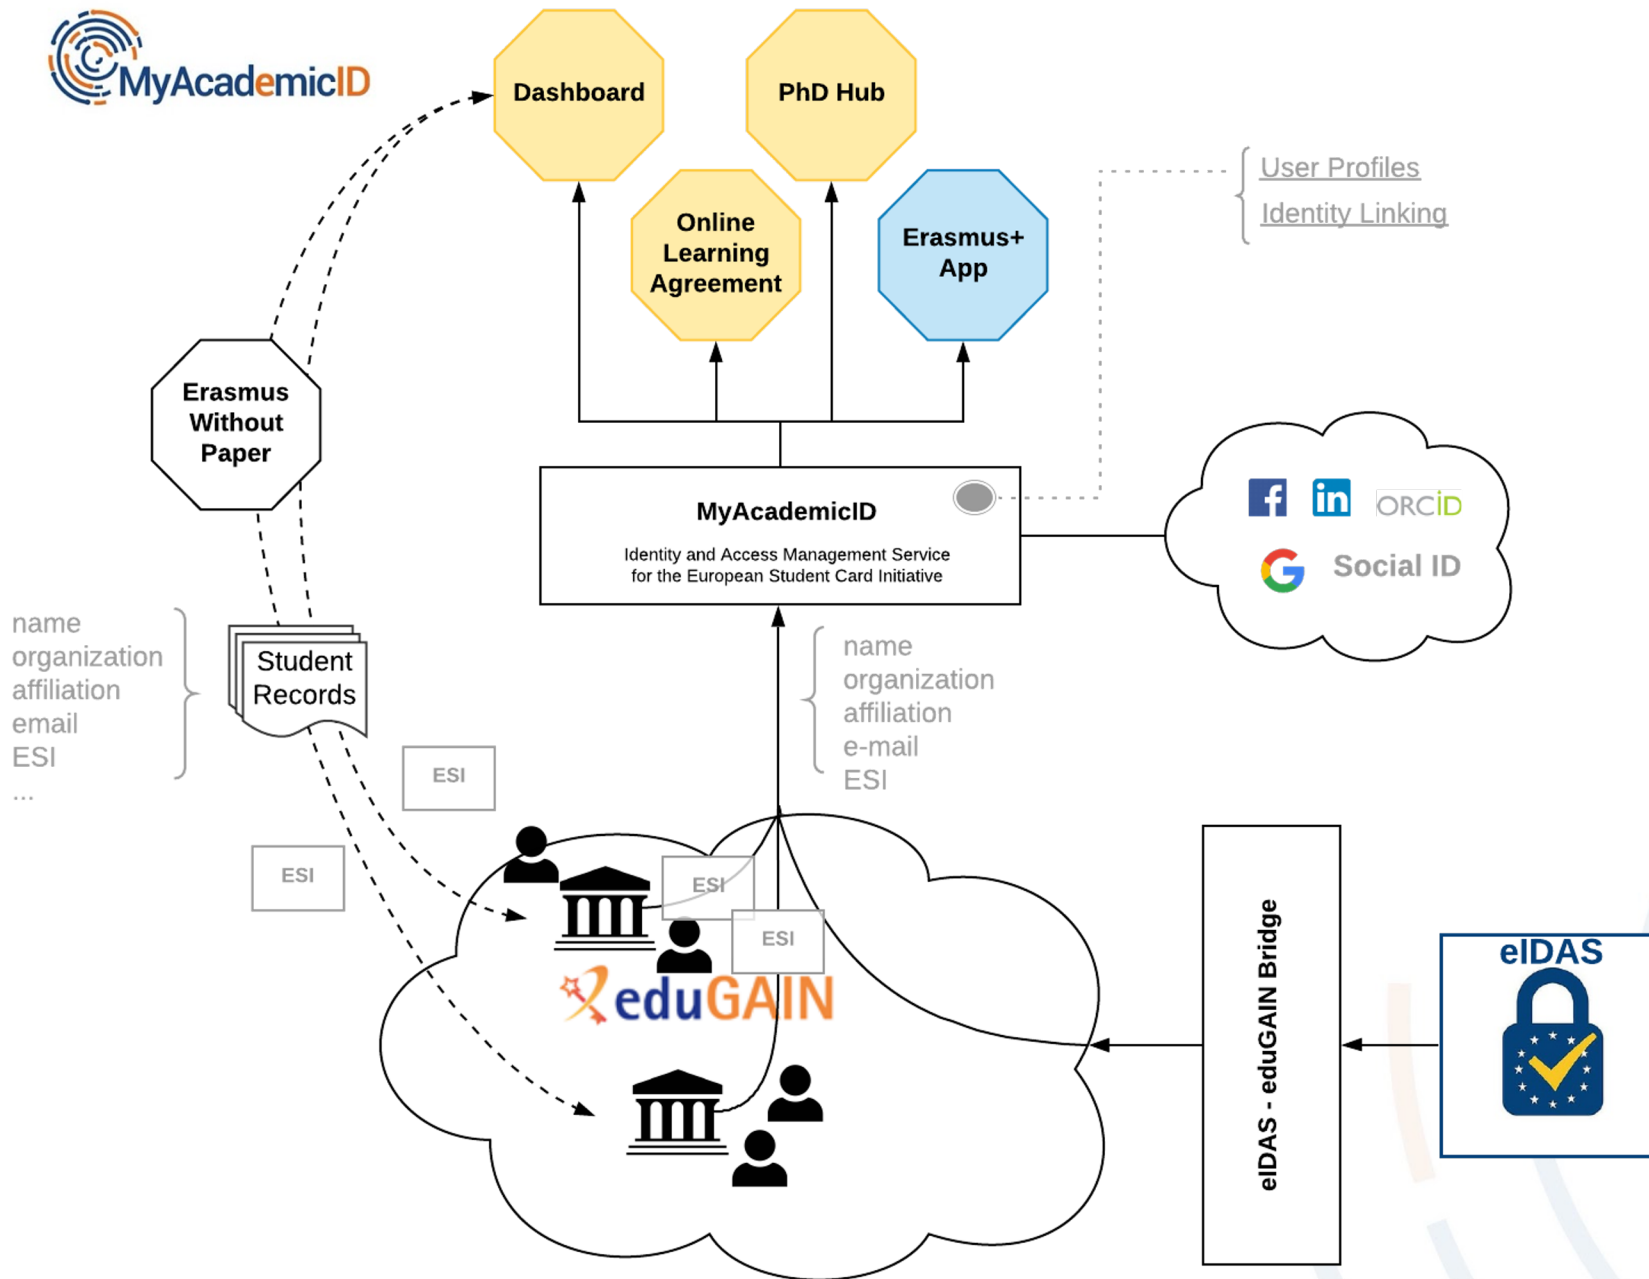 MyAcademicID
Dashboard
PhD Hub
Online
Learning
Agreement
Erasmus+
App
User Profiles
Identity Linking
Erasmus
Without
Paper
MyAcademicID
Identity and Access Management Service
for the European Student Card Initiative
ORCiD
Social ID
name
organization
affiliation
email
ESI
...
Student
Records
name
organization
affiliation
e-mail
ESI
ESI
ESI
ESI
ESI
eduGAIN
eIDAS - eduGAIN Bridge
eIDAS